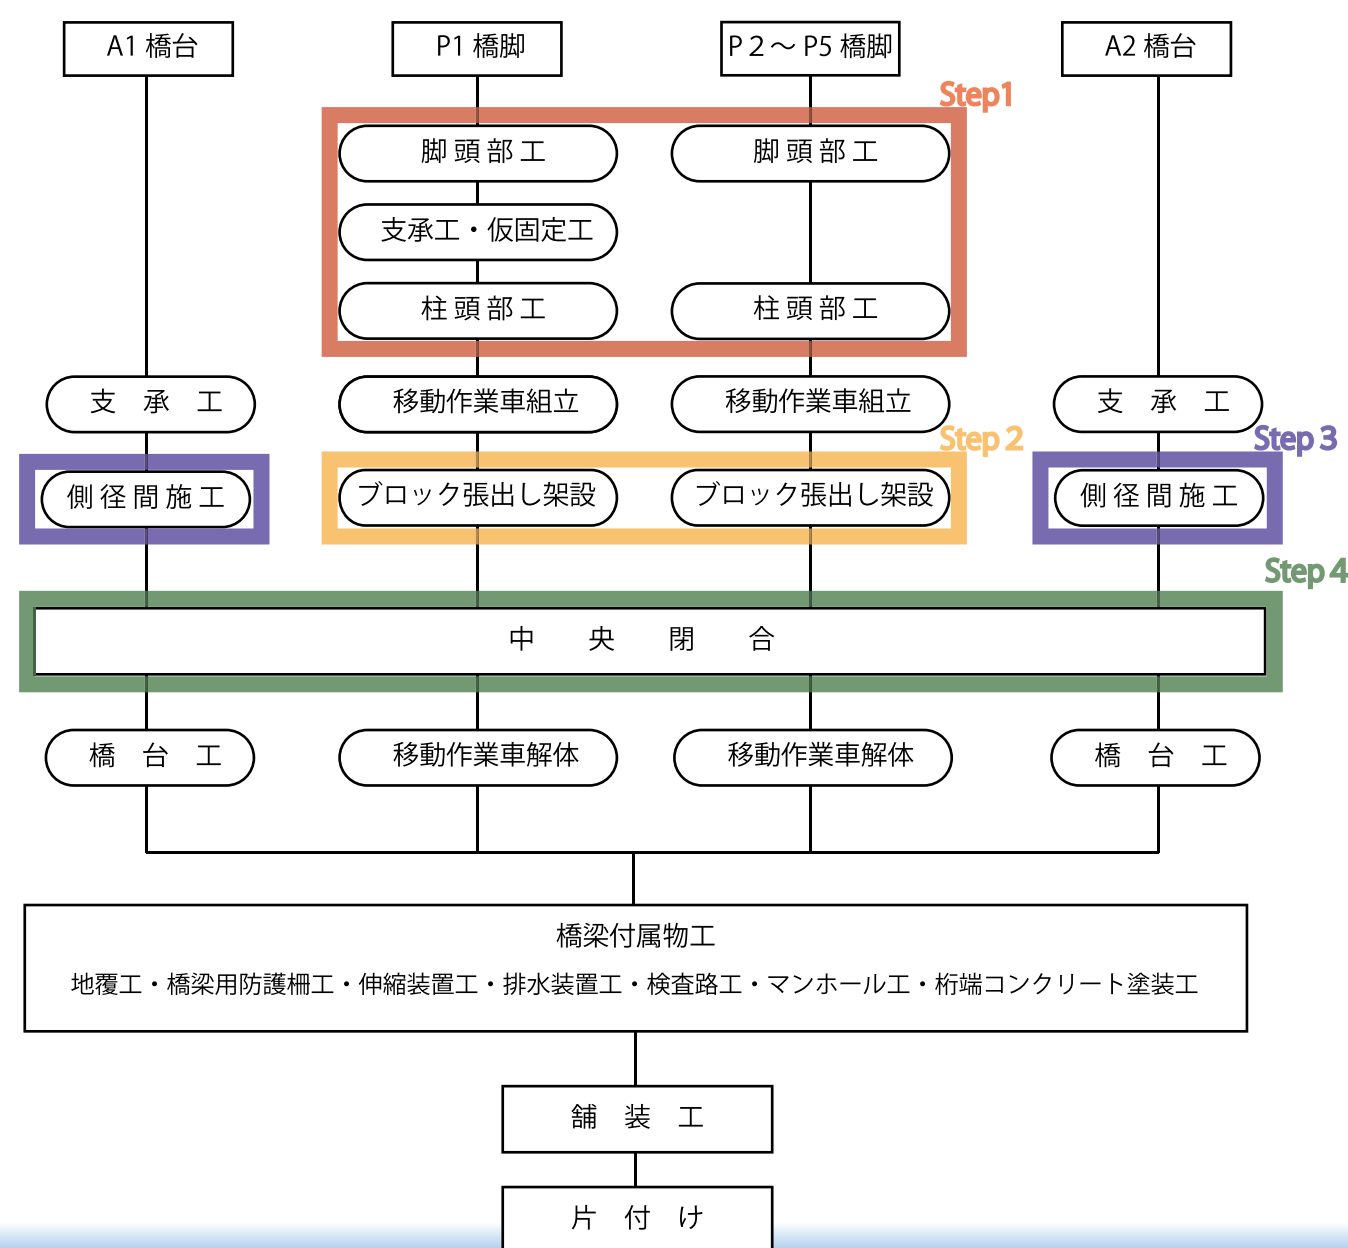 A1 橋台
P1 橋脚
P２～P5 橋脚
A2 橋台
Step1
脚頭部工
脚頭部工
支承工・仮固定工
柱頭部工
柱頭部工
支　承　工
移動作業車組立
移動作業車組立
支　承　工
Step 2
Step 3
側径間施工
ブロック張出し架設
ブロック張出し架設
側径間施工
Step 4
中　央　閉　合
橋　台　工
移動作業車解体
移動作業車解体
橋　台　工
橋梁付属物工
地覆工・橋梁用防護柵工・伸縮装置工・排水装置工・検査路工・マンホール工・桁端コンクリート塗装工
舗　装　工
片　付　け